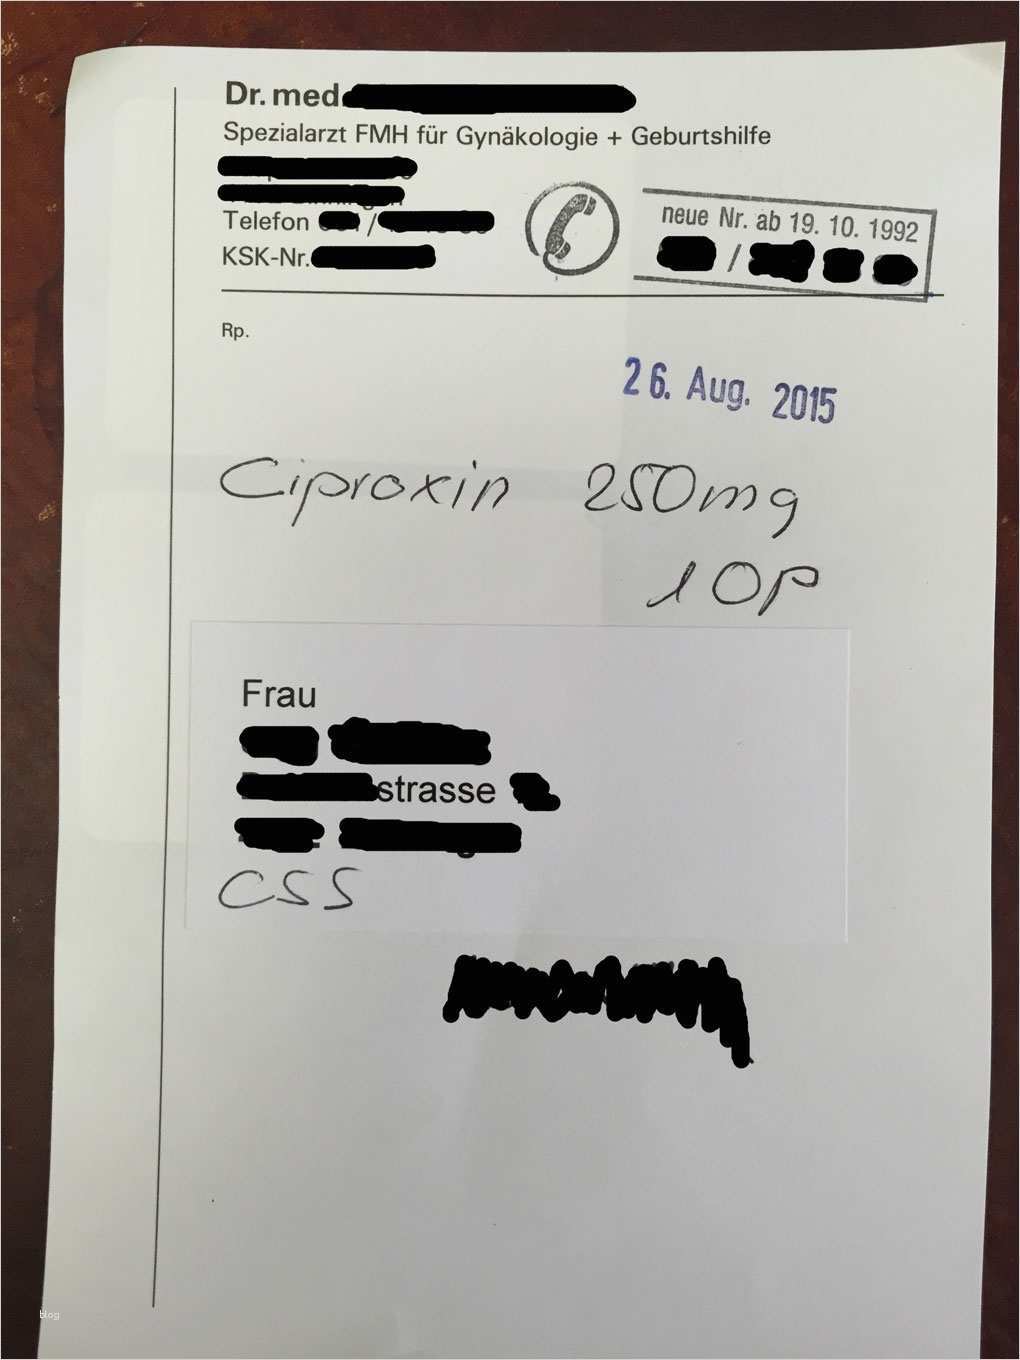 Dr. med.
Spezialarzt FMH für Gynäkologie + Geburtshilfe
Telefon /
KSK-Nr.
neue Nr. ab 19. 10. 1992
/
Rp.
26. Aug. 2015
Ciproxin 250mg
1 OP
Frau
strasse
CSS
blog